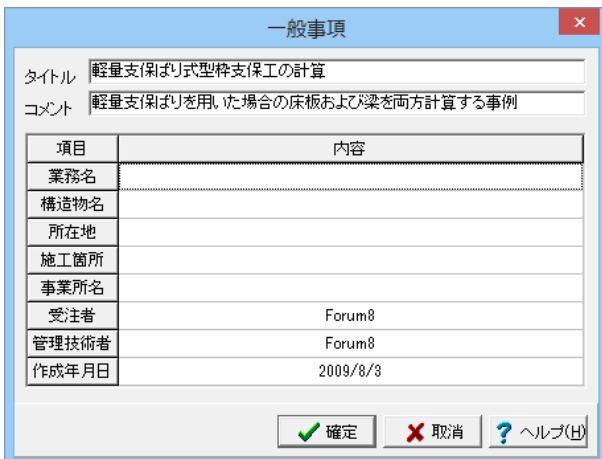 一般事項
タイトル 軽量支保ばり式型枠支保工の計算
コメント 軽量支保ばりを用いた場合の床板および梁を両方計算する事例
項目 内容
業務名
構造物名
所在地
施工箇所
事業所名
受注者 Forum8
管理技術者 Forum8
作成年月日 2009/8/3
確定 取消 ? ヘルプ(H)